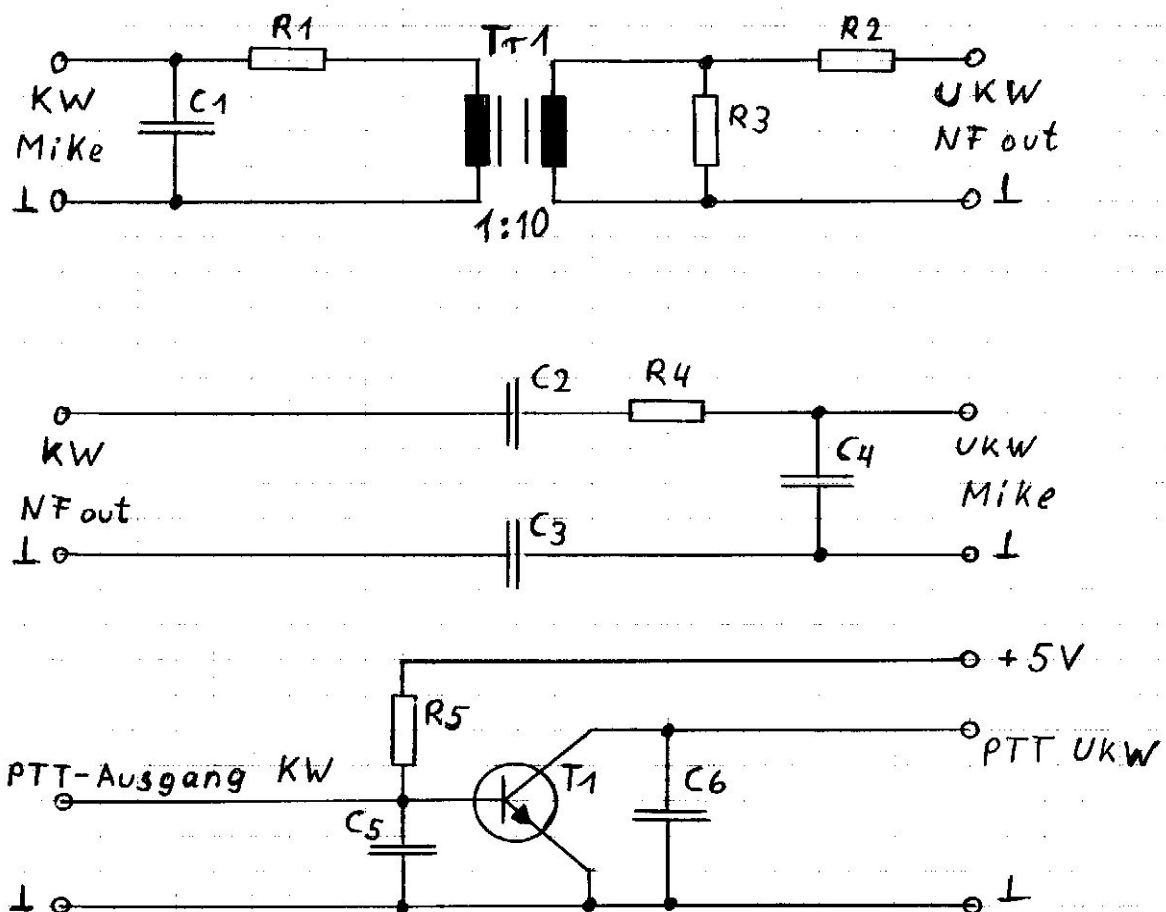 R1
Tr1
R2
KW
Mike
C1
R3
UKW
NF out
⊥
1:10
⊥
C2
R4
KW
NF out
C4
UKW
Mike
⊥
C3
⊥
+5V
R5
PTT-Ausgang KW
T1
C6
PTT UKW
C5
⊥
⊥